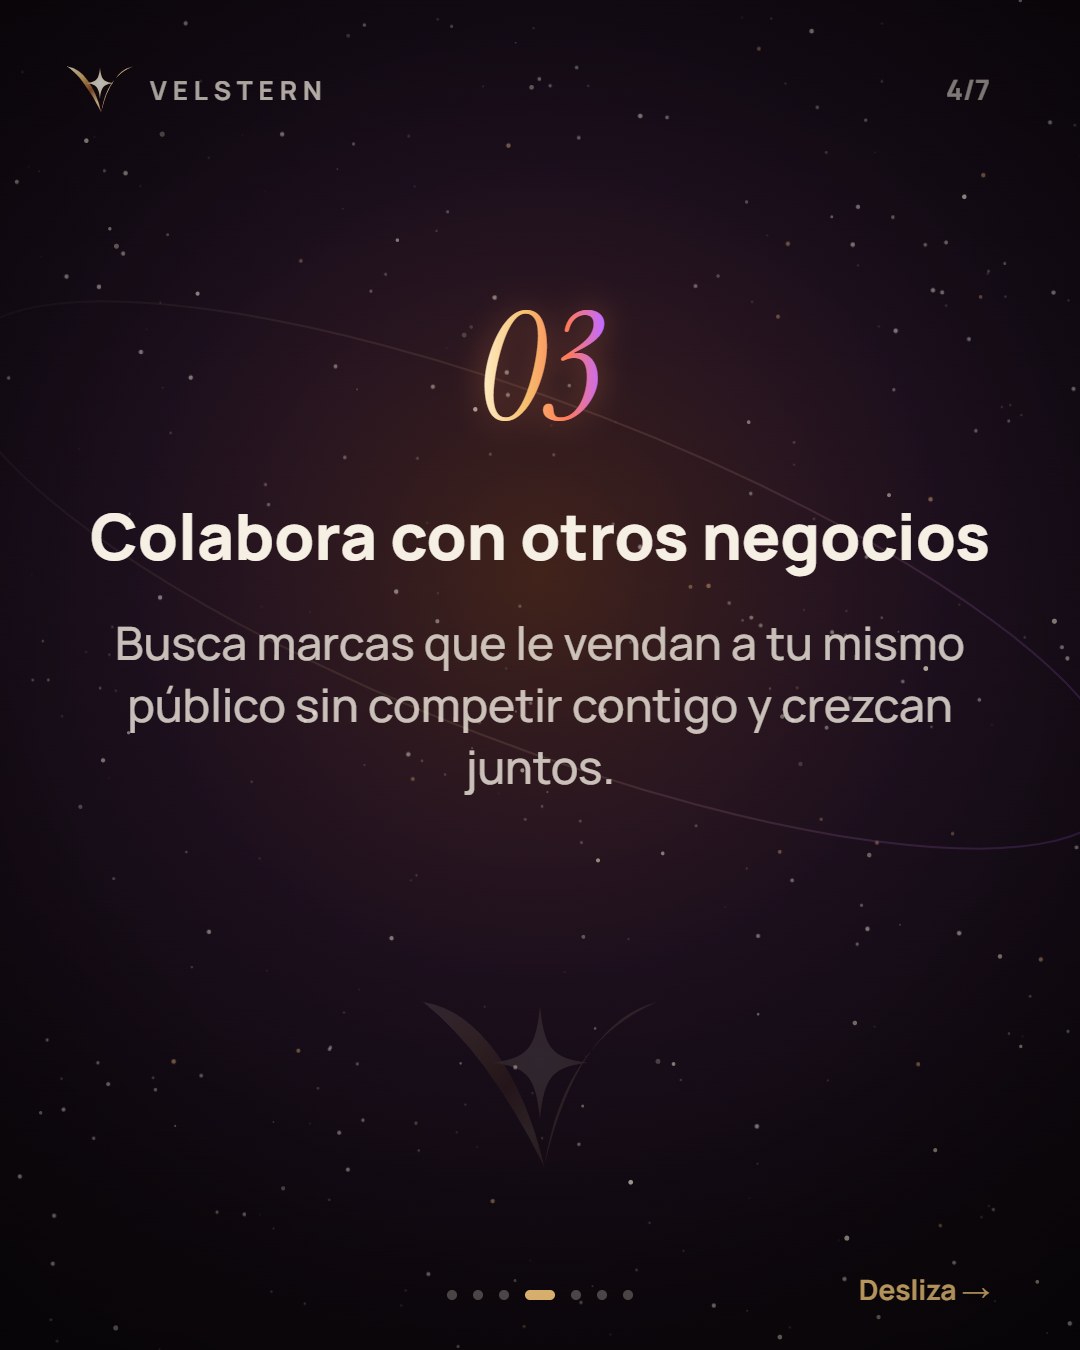 VELSTERN
4/7
03
Colabora con otros negocios
Busca marcas que le vendan a tu mismo
público sin competir contigo y crezcan
juntos.
Desliza →